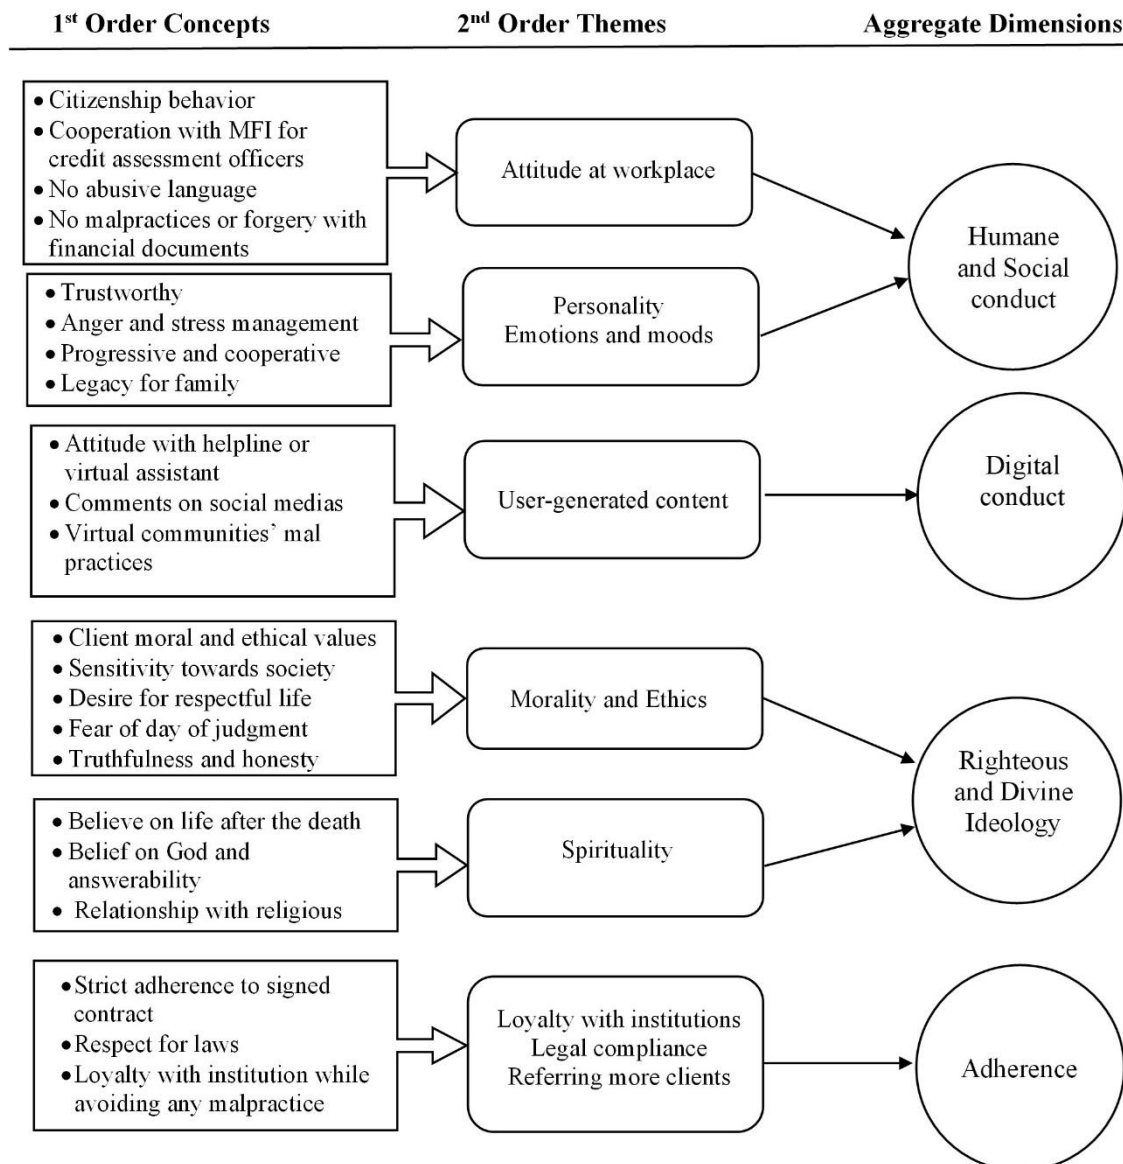 1st Order Concepts 2nd Order Themes Aggregate Dimensions
• Citizenship behavior
• Cooperation with MFI for
credit assessment officers
• No abusive language
• No malpractices or forgery with
financial documents
Attitude at workplace
Humane
and Social
conduct
• Trustworthy
• Anger and stress management
• Progressive and cooperative
• Legacy for family
Personality
Emotions and moods
• Attitude with helpline or
virtual assistant
• Comments on social medias
• Virtual communities’ mal
practices
User-generated content
Digital
conduct
• Client moral and ethical values
• Sensitivity towards society
• Desire for respectful life
• Fear of day of judgment
• Truthfulness and honesty
Morality and Ethics
Righteous
and Divine
Ideology
• Believe on life after the death
• Belief on God and
answerability
• Relationship with religious
Spirituality
• Strict adherence to signed
contract
• Respect for laws
• Loyalty with institution while
avoiding any malpractice
Loyalty with institutions
Legal compliance
Referring more clients
Adherence